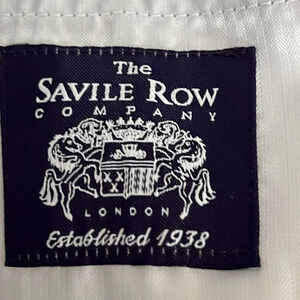 The
SAVILE ROW
COMPANY
LONDON
Established 1938